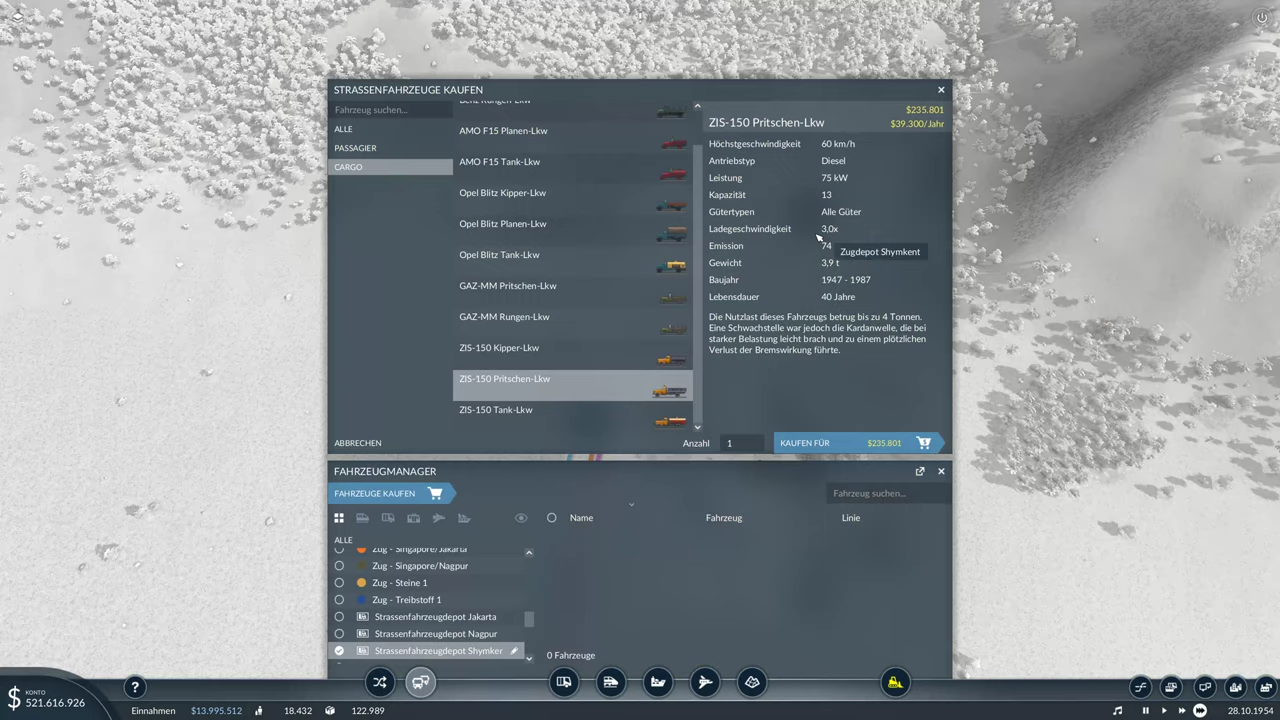 STRASSENFAHRZEUGE KAUFEN
Fahrzeug suchen...
ALLE
PASSAGIER
CARGO
Benz Rungen-Lkw
AMO F15 Planen-Lkw
AMO F15 Tank-Lkw
Opel Blitz Kipper-Lkw
Opel Blitz Planen-Lkw
Opel Blitz Tank-Lkw
GAZ-MM Pritschen-Lkw
GAZ-MM Rungen-Lkw
ZIS-150 Kipper-Lkw
ZIS-150 Pritschen-Lkw
ZIS-150 Tank-Lkw
$235.801
ZIS-150 Pritschen-Lkw
$39.300/Jahr
Höchstgeschwindigkeit 60 km/h
Antriebstyp Diesel
Leistung 75 kW
Kapazität 13
Gütertypen Alle Güter
Ladegeschwindigkeit 3,0x
Emission 74
Zugdepot Shymkent
Gewicht 3,9 t
Baujahr 1947 - 1987
Lebensdauer 40 Jahre
Die Nutzlast dieses Fahrzeugs betrug bis zu 4 Tonnen.
Eine Schwachstelle war jedoch die Kardanwelle, die bei
starker Belastung leicht brach und zu einem plötzlichen
Verlust der Bremswirkung führte.
ABBRECHEN
Anzahl 1
KAUFEN FÜR $235.801
FAHRZEUGMANAGER
FAHRZEUGE KAUFEN
Fahrzeug suchen...
Name Fahrzeug Linie
ALLE
Zug - Singapore/Jakarta
Zug - Singapore/Nagpur
Zug - Steine 1
Zug - Treibstoff 1
Strassenfahrzeugdepot Jakarta
Strassenfahrzeugdepot Nagpur
Strassenfahrzeugdepot Shymker
0 Fahrzeuge
$ KONTO
521.616.926
?
Einnahmen $13.995.512 18.432 122.989
28.10.1954